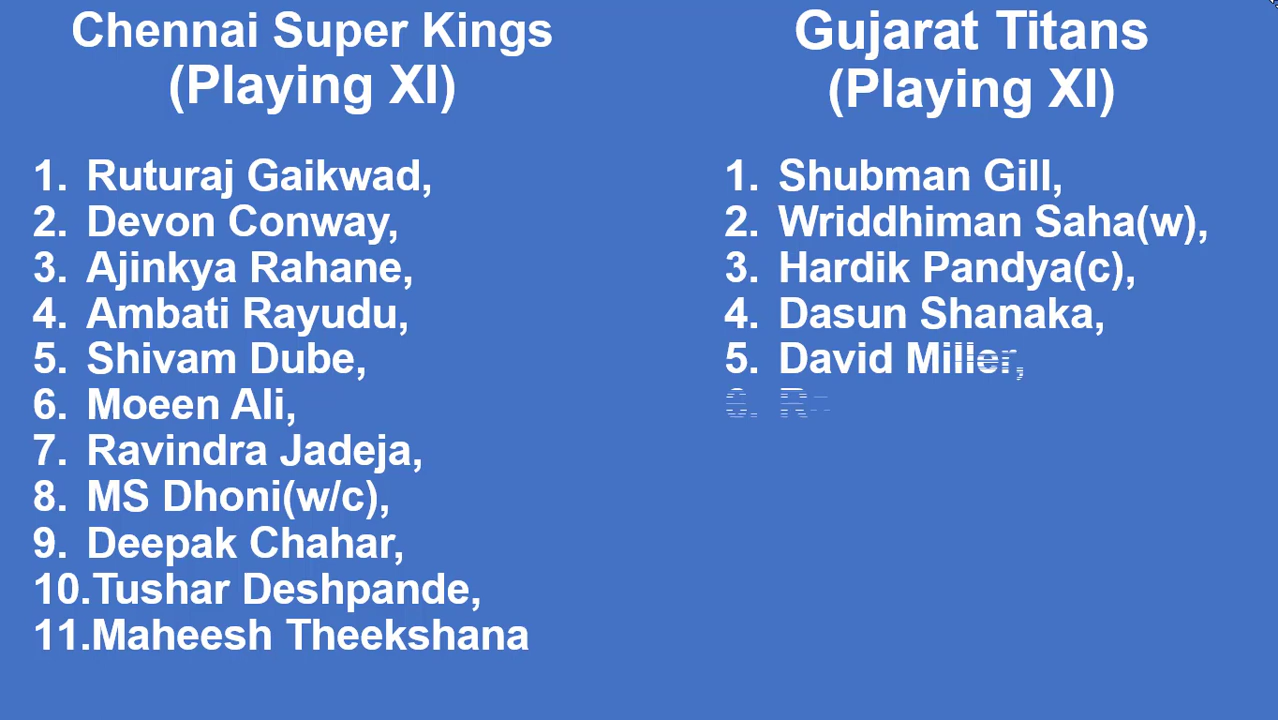 Chennai Super Kings
(Playing XI)
1. Ruturaj Gaikwad,
2. Devon Conway,
3. Ajinkya Rahane,
4. Ambati Rayudu,
5. Shivam Dube,
6. Moeen Ali,
7. Ravindra Jadeja,
8. MS Dhoni(w/c),
9. Deepak Chahar,
10.Tushar Deshpande,
11.Maheesh Theekshana
Gujarat Titans
(Playing XI)
1. Shubman Gill,
2. Wriddhiman Saha(w),
3. Hardik Pandya(c),
4. Dasun Shanaka,
5. David Miller,
6.